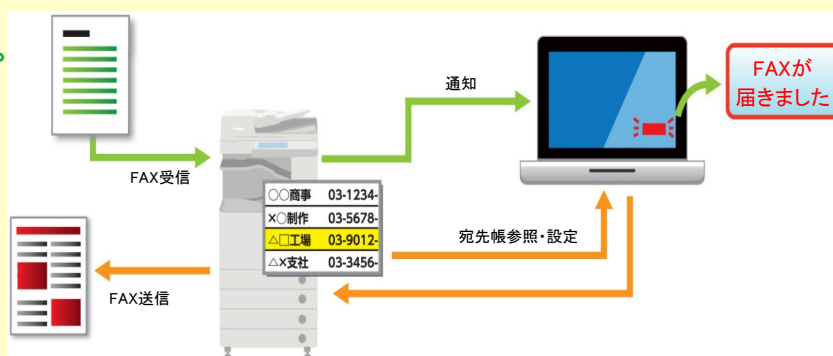 。
通知
FAXが
届きました
FAX受信
○○商事 03-1234-
×○制作 03-5678-
△□工場 03-9012-
△×支社 03-3456-
宛先帳参照・設定
FAX送信